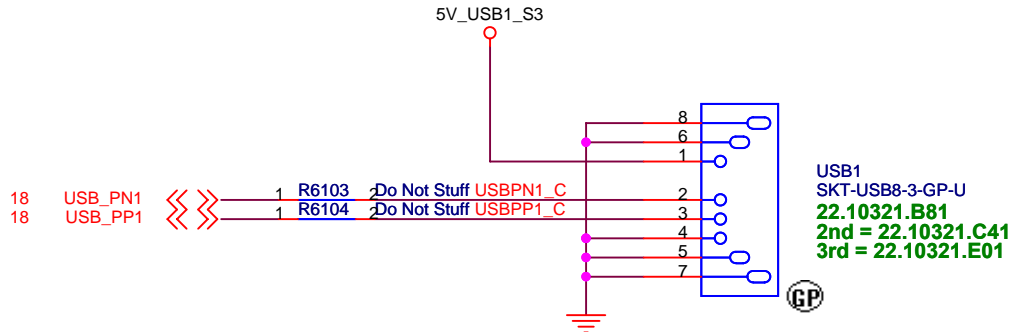 5V_USB1_S3
8
6
1
USB1
SKT-USB8-3-GP-U
18 USB_PN1 1 R6103 2 Do Not Stuff USBPN1_C 2
22.10321.B81
18 USB_PP1 1 R6104 2 Do Not Stuff USBPP1_C 3
4
2nd = 22.10321.C41
5
3rd = 22.10321.E01
7
GP